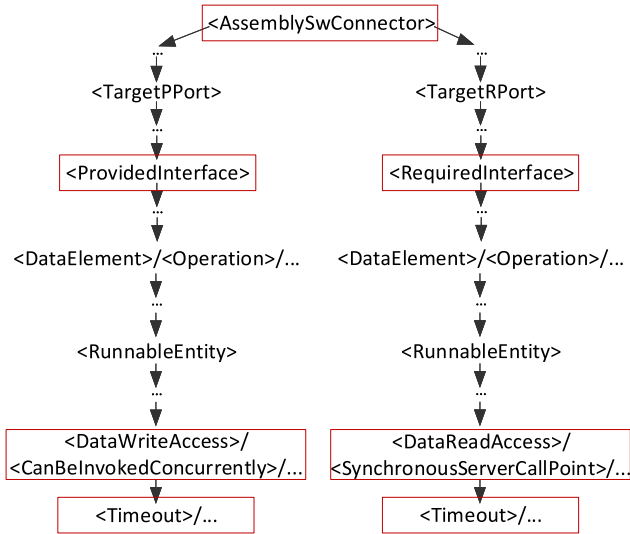 <AssemblySwConnector>
... ...
<TargetPPort> <TargetRPort>
... ...
<ProvidedInterface> <RequiredInterface>
... ...
<DataElement>/<Operation>/... <DataElement>/<Operation>/...
... ...
<RunnableEntity> <RunnableEntity>
... ...
<DataWriteAccess>/ <DataReadAccess>/
<CanBeInvokedConcurrently>/... <SynchronousServerCallPoint>/...
<Timeout>/... <Timeout>/...